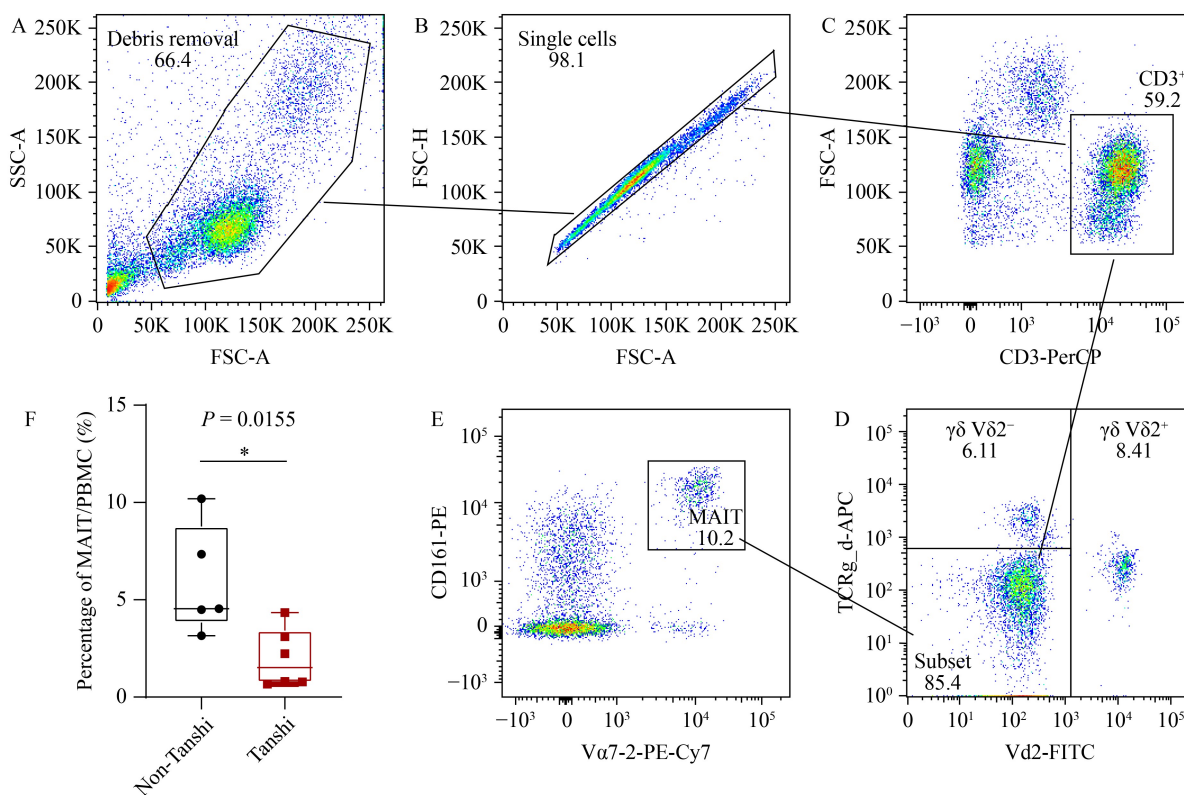 A
Debris removal
66.4
SSC-A
250K
200K
150K
100K
50K
0
0 50K 100K 150K 200K 250K
FSC-A
B
Single cells
98.1
FSC-H
250K
200K
150K
100K
50K
0
0 50K 100K 150K 200K 250K
FSC-A
C
CD3⁺
59.2
FSC-A
250K
200K
150K
100K
50K
0
−10³ 0 10³ 10⁴ 10⁵
CD3-PerCP
F
Percentage of MAIT/PBMC (%)
15
10
5
0
P = 0.0155
*
Non-Tanshi
Tanshi
E
CD161-PE
10⁵
10⁴
10³
0
−10³
MAIT
10.2
−10³ 0 10³ 10⁴ 10⁵
Vα7-2-PE-Cy7
D
γδ Vδ2⁻
6.11
γδ Vδ2⁺
8.41
TCRg_d-APC
10⁵
10⁴
10³
10²
10¹
10⁰
Subset
85.4
0 10¹ 10² 10³ 10⁴ 10⁵
Vd2-FITC